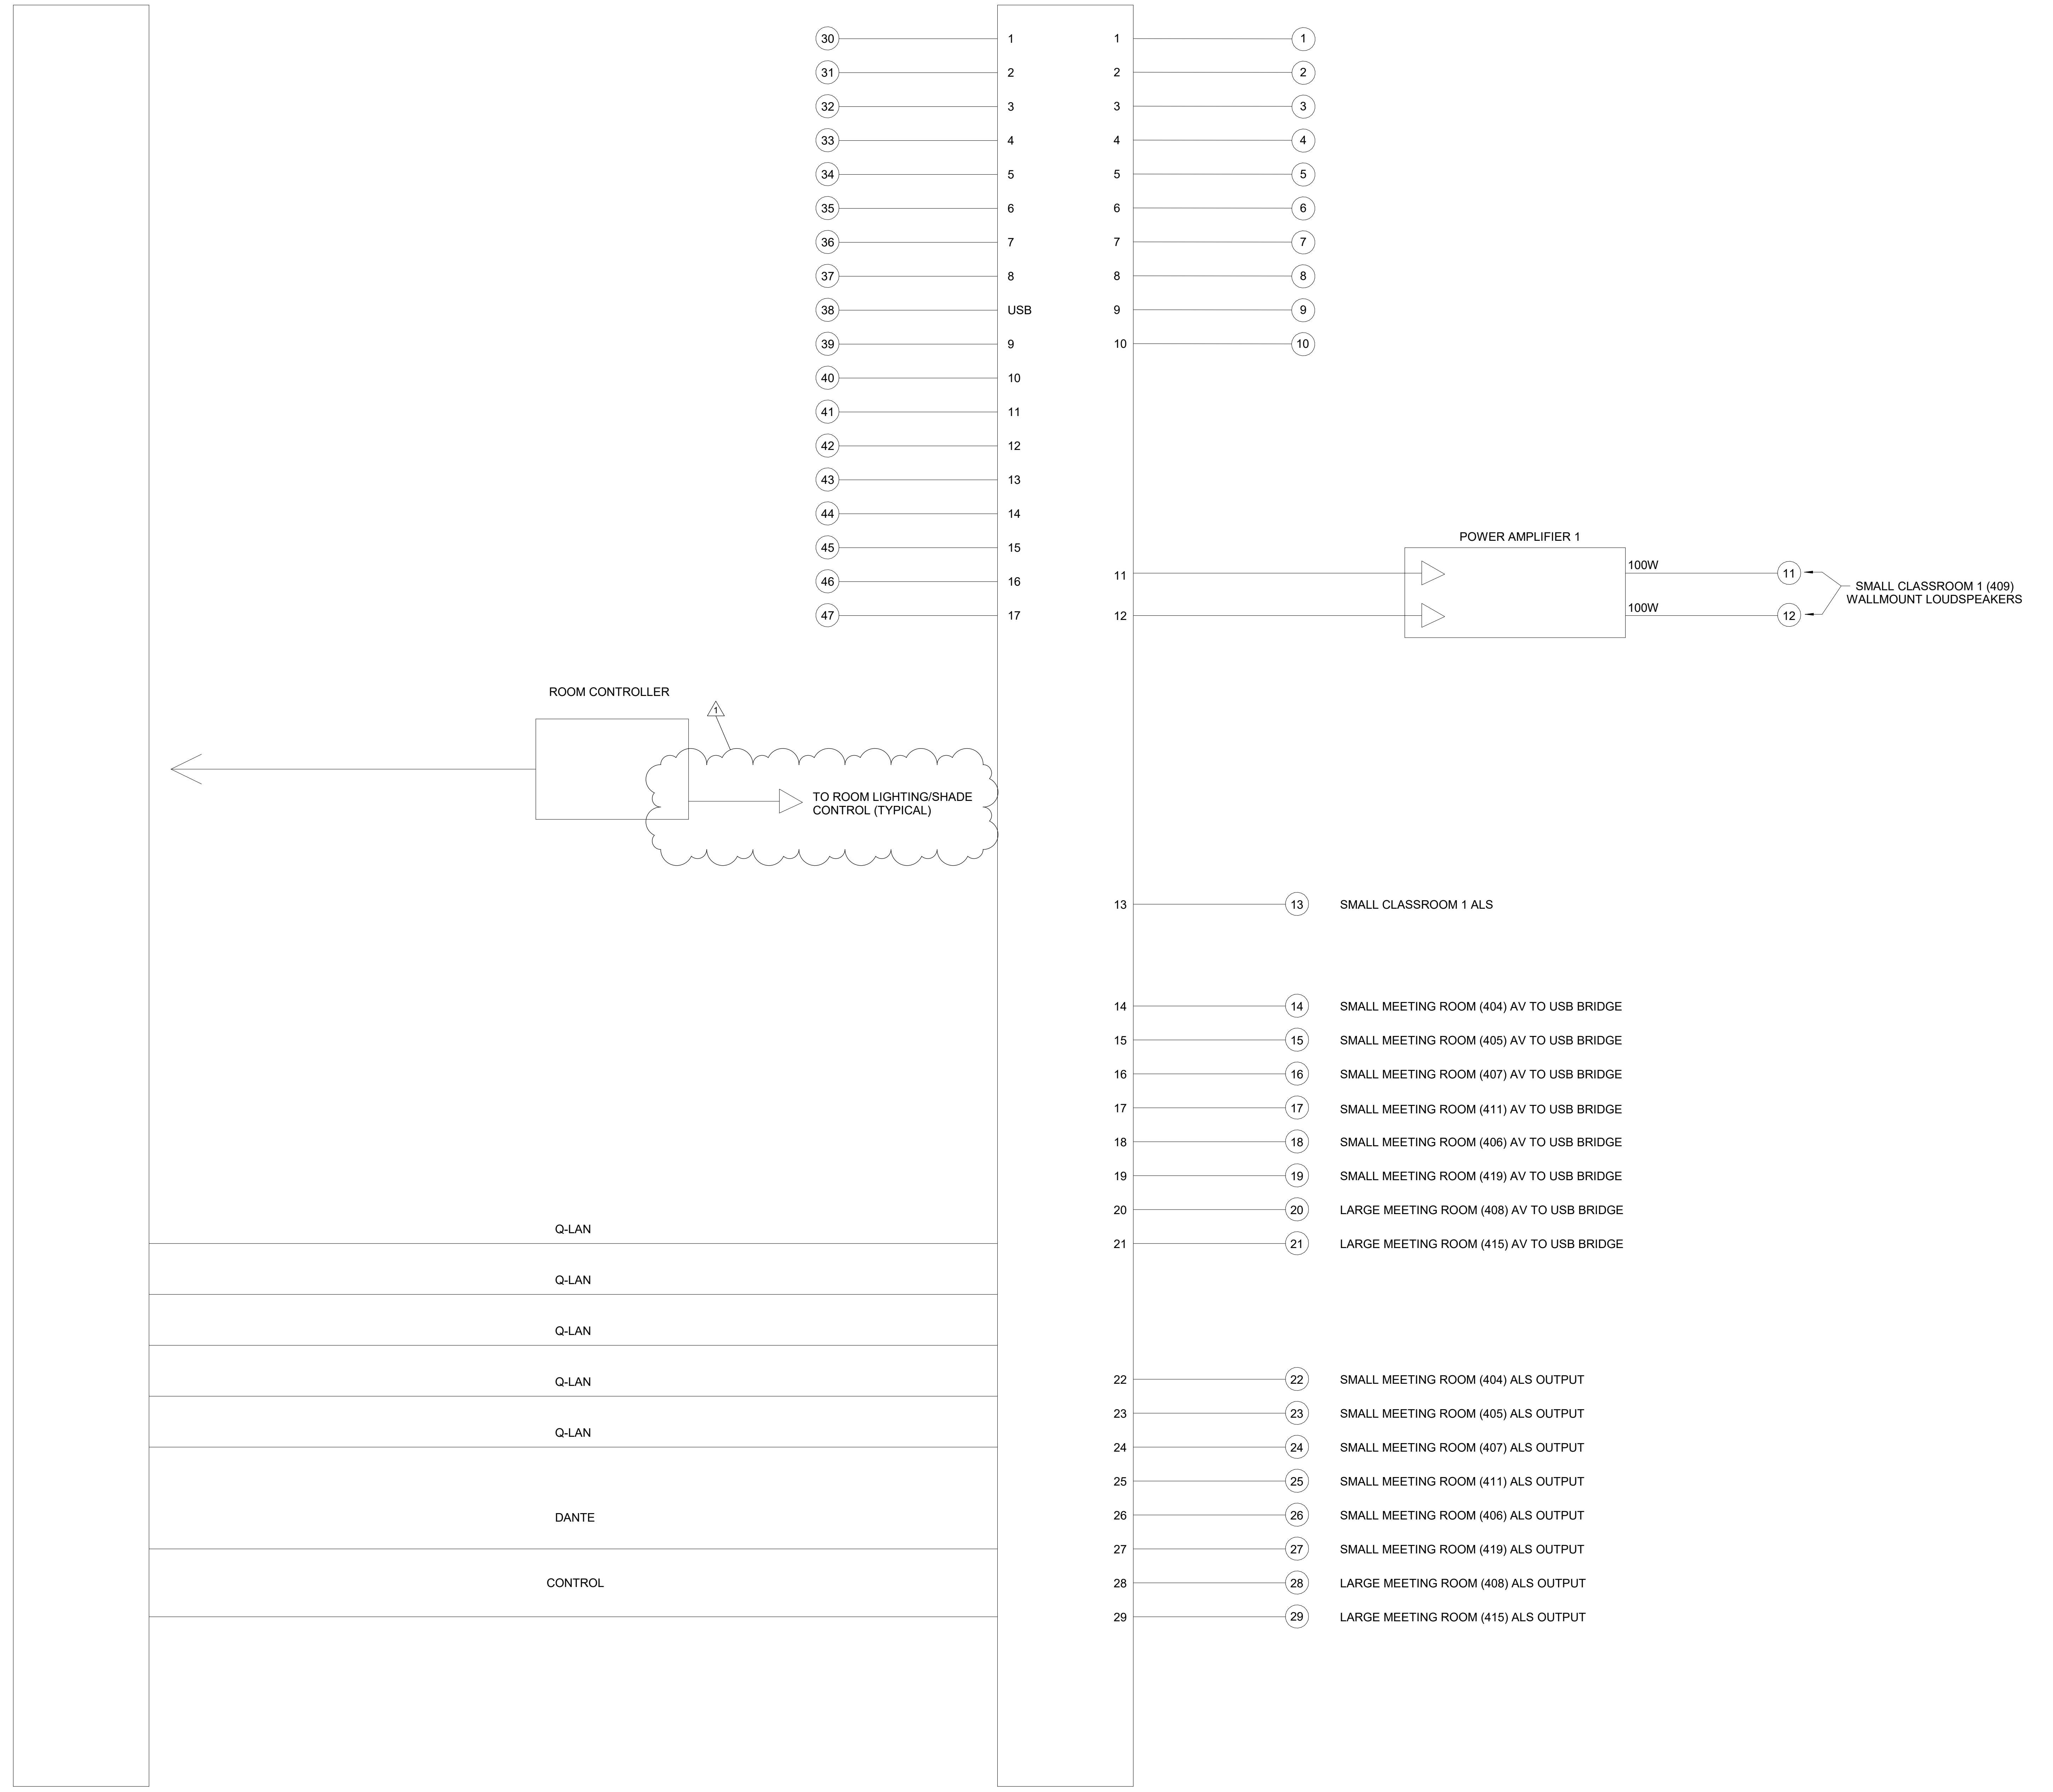 30 1 1 1
31 2 2 2
32 3 3 3
33 4 4 4
34 5 5 5
35 6 6 6
36 7 7 7
37 8 8 8
38 USB 9 9
39 9 10 10
40 10
41 11
42 12
43 13
44 14
45 15
46 16
47 17
POWER AMPLIFIER 1
11 100W 11
12 100W 12
SMALL CLASSROOM 1 (409)
WALLMOUNT LOUDSPEAKERS
ROOM CONTROLLER
1
TO ROOM LIGHTING/SHADE
CONTROL (TYPICAL)
13 13 SMALL CLASSROOM 1 ALS
14 14 SMALL MEETING ROOM (404) AV TO USB BRIDGE
15 15 SMALL MEETING ROOM (405) AV TO USB BRIDGE
16 16 SMALL MEETING ROOM (407) AV TO USB BRIDGE
17 17 SMALL MEETING ROOM (411) AV TO USB BRIDGE
18 18 SMALL MEETING ROOM (406) AV TO USB BRIDGE
19 19 SMALL MEETING ROOM (419) AV TO USB BRIDGE
20 20 LARGE MEETING ROOM (408) AV TO USB BRIDGE
21 21 LARGE MEETING ROOM (415) AV TO USB BRIDGE
Q-LAN
Q-LAN
Q-LAN
Q-LAN
Q-LAN
DANTE
CONTROL
22 22 SMALL MEETING ROOM (404) ALS OUTPUT
23 23 SMALL MEETING ROOM (405) ALS OUTPUT
24 24 SMALL MEETING ROOM (407) ALS OUTPUT
25 25 SMALL MEETING ROOM (411) ALS OUTPUT
26 26 SMALL MEETING ROOM (406) ALS OUTPUT
27 27 SMALL MEETING ROOM (419) ALS OUTPUT
28 28 LARGE MEETING ROOM (408) ALS OUTPUT
29 29 LARGE MEETING ROOM (415) ALS OUTPUT